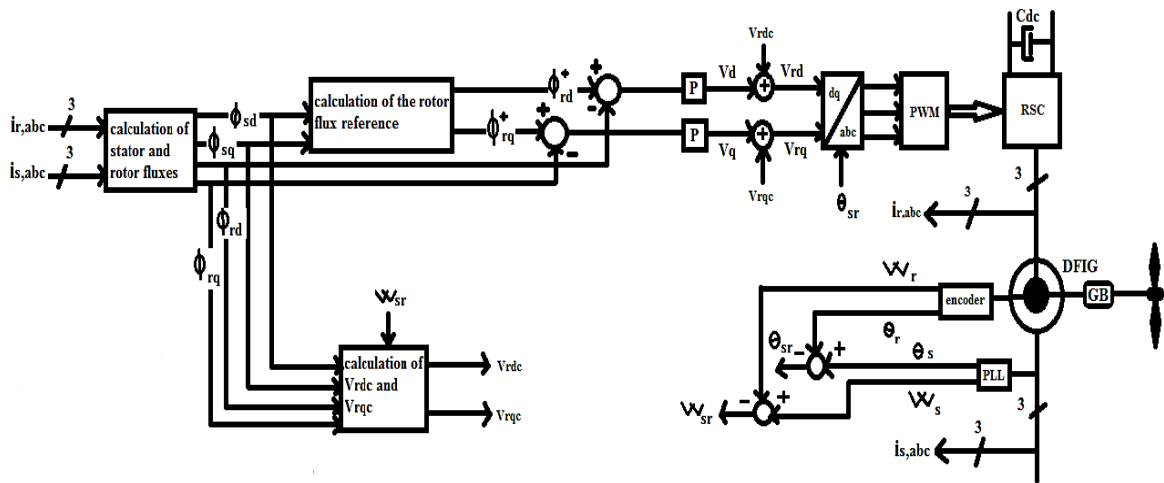 Cdc
Vrdc
3
ir,abc
calculation of
stator and
rotor fluxes
3
is,abc
ϕsd
ϕsq
calculation of the rotor
flux reference
ϕ+rd
ϕ+rq
+
-
+
-
P
P
Vd
Vq
+
+
Vrd
Vrq
Vrqc
dq
abc
θsr
PWM
RSC
3
3
ir,abc
ϕrd
ϕrq
DFIG
GB
Wr
encoder
θr
θs
θsr
-
+
PLL
Ws
3
-
+
Wsr
3
is,abc
Wsr
calculation of
Vrdc and
Vrqc
Vrdc
Vrqc